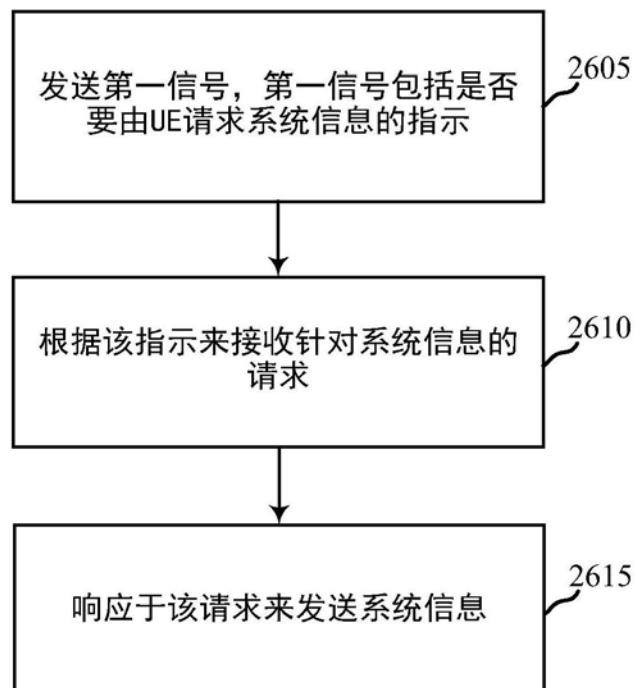 发送第一信号，第一信号包括是否
要由UE请求系统信息的指示
2605
根据该指示来接收针对系统信息的
请求
2610
响应于该请求来发送系统信息
2615